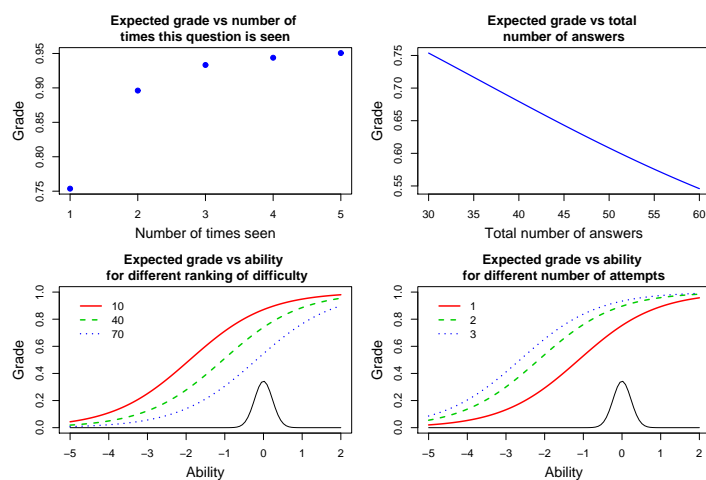 Expected grade vs number of
times this question is seen
Grade
0.75 0.80 0.85 0.90 0.95
1 2 3 4 5
Number of times seen
Expected grade vs total
number of answers
Grade
0.55 0.60 0.65 0.70 0.75
30 35 40 45 50 55 60
Total number of answers
Expected grade vs ability
for different ranking of difficulty
Grade
0.0 0.2 0.4 0.6 0.8 1.0
10
40
70
−5 −4 −3 −2 −1 0 1 2
Ability
Expected grade vs ability
for different number of attempts
Grade
0.0 0.2 0.4 0.6 0.8 1.0
1
2
3
−5 −4 −3 −2 −1 0 1 2
Ability